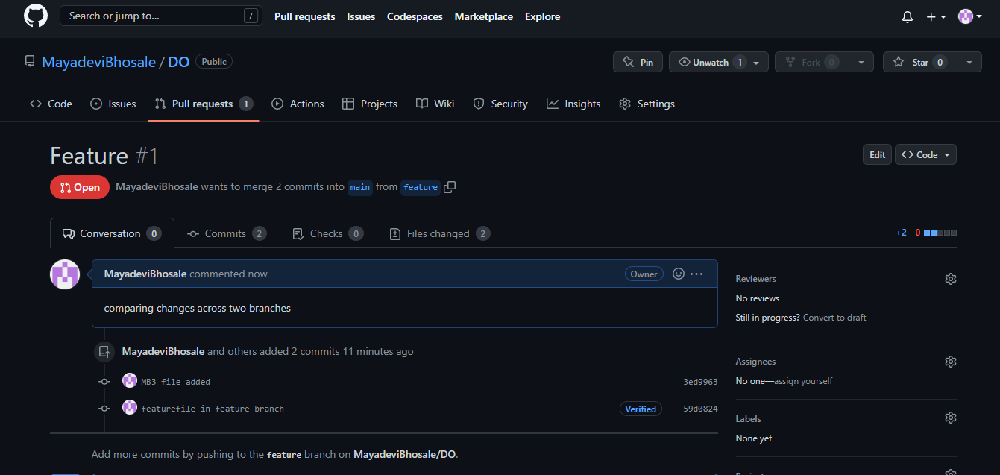 Search or jump to... / Pull requests Issues Codespaces Marketplace Explore
MayadeviBhosale / DO Public Pin Unwatch 1 Fork 0 Star 0
Code Issues Pull requests 1 Actions Projects Wiki Security Insights Settings
Feature #1 Edit Code
Open MayadeviBhosale wants to merge 2 commits into main from feature
Conversation 0 Commits 2 Checks 0 Files changed 2 +2 −0
MayadeviBhosale commented now Owner
comparing changes across two branches
MayadeviBhosale and others added 2 commits 11 minutes ago
MB3 file added 3ed9963
featurefile in feature branch Verified 59d0824
Add more commits by pushing to the feature branch on MayadeviBhosale/DO.
Reviewers
No reviews
Still in progress? Convert to draft
Assignees
No one—assign yourself
Labels
None yet